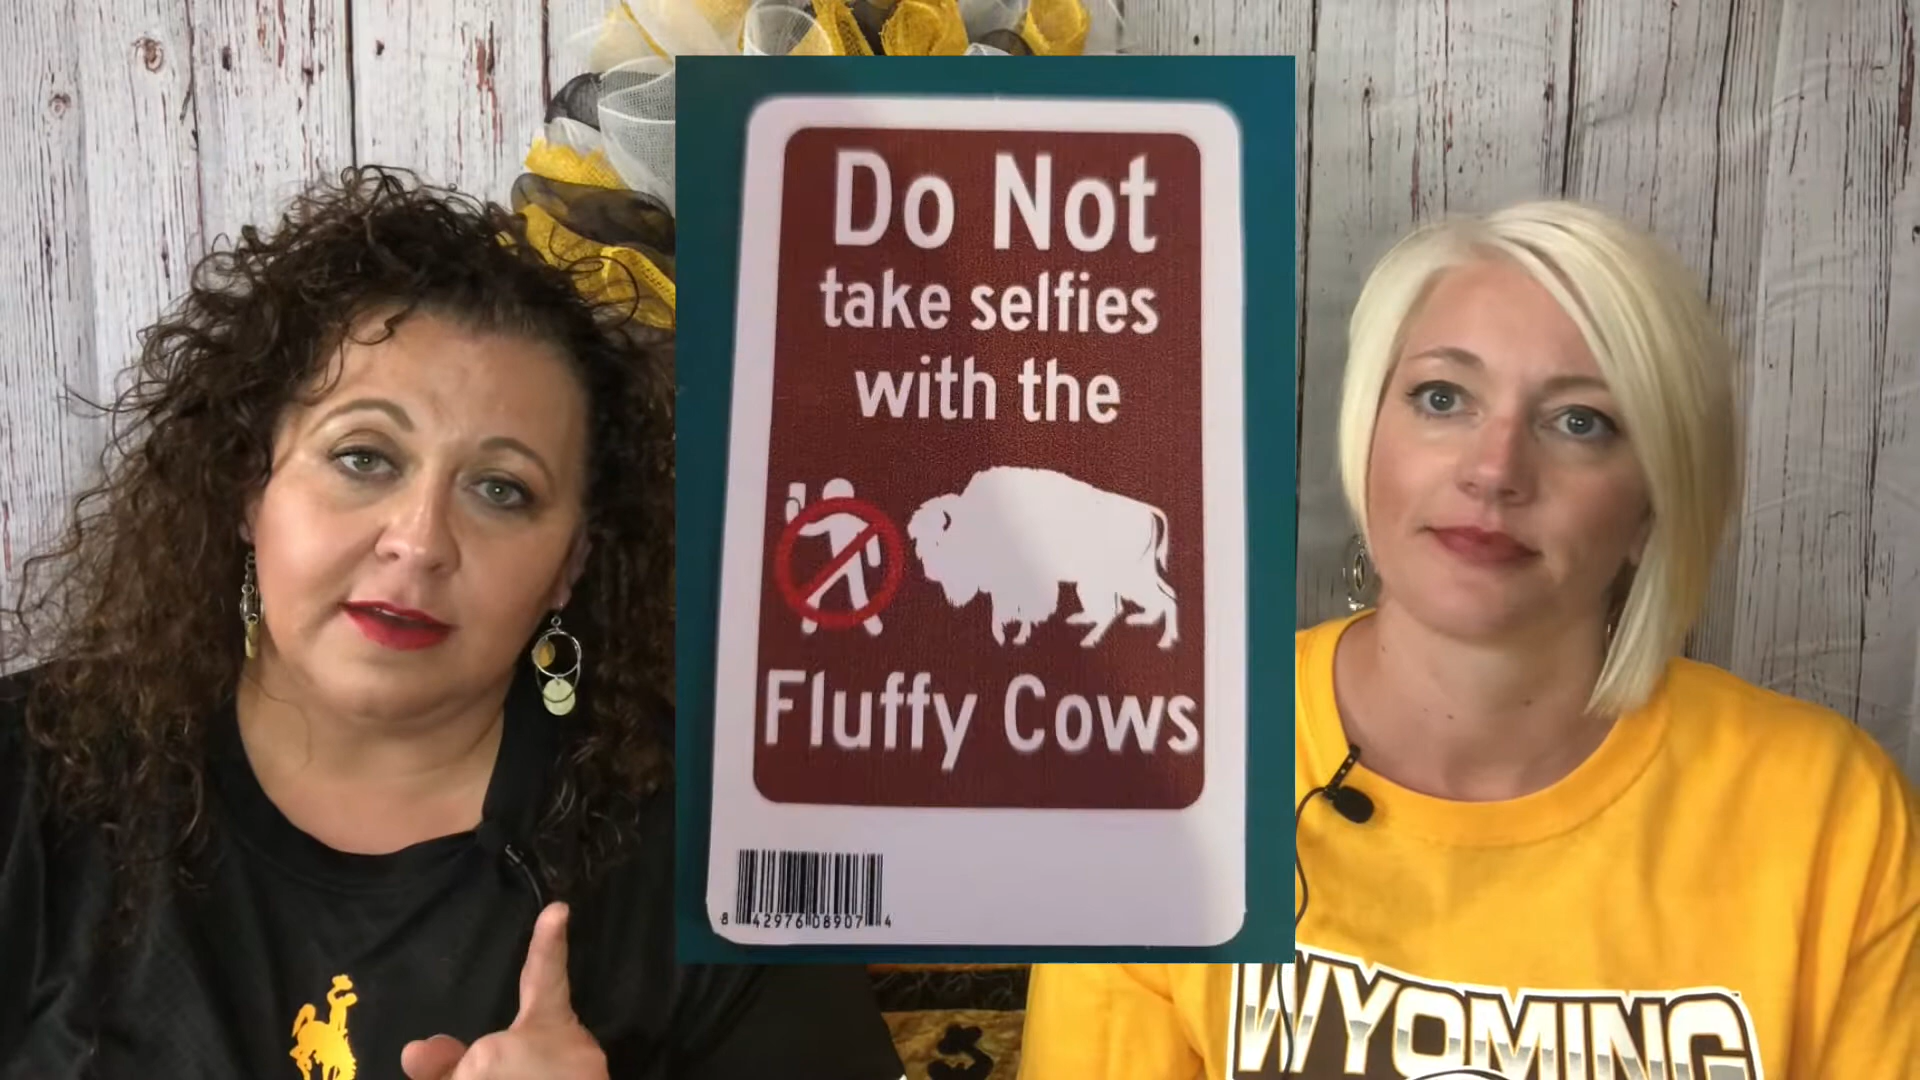 Do Not
take selfies
with the
Fluffy Cows
8 42976 08907 4
WYOMING